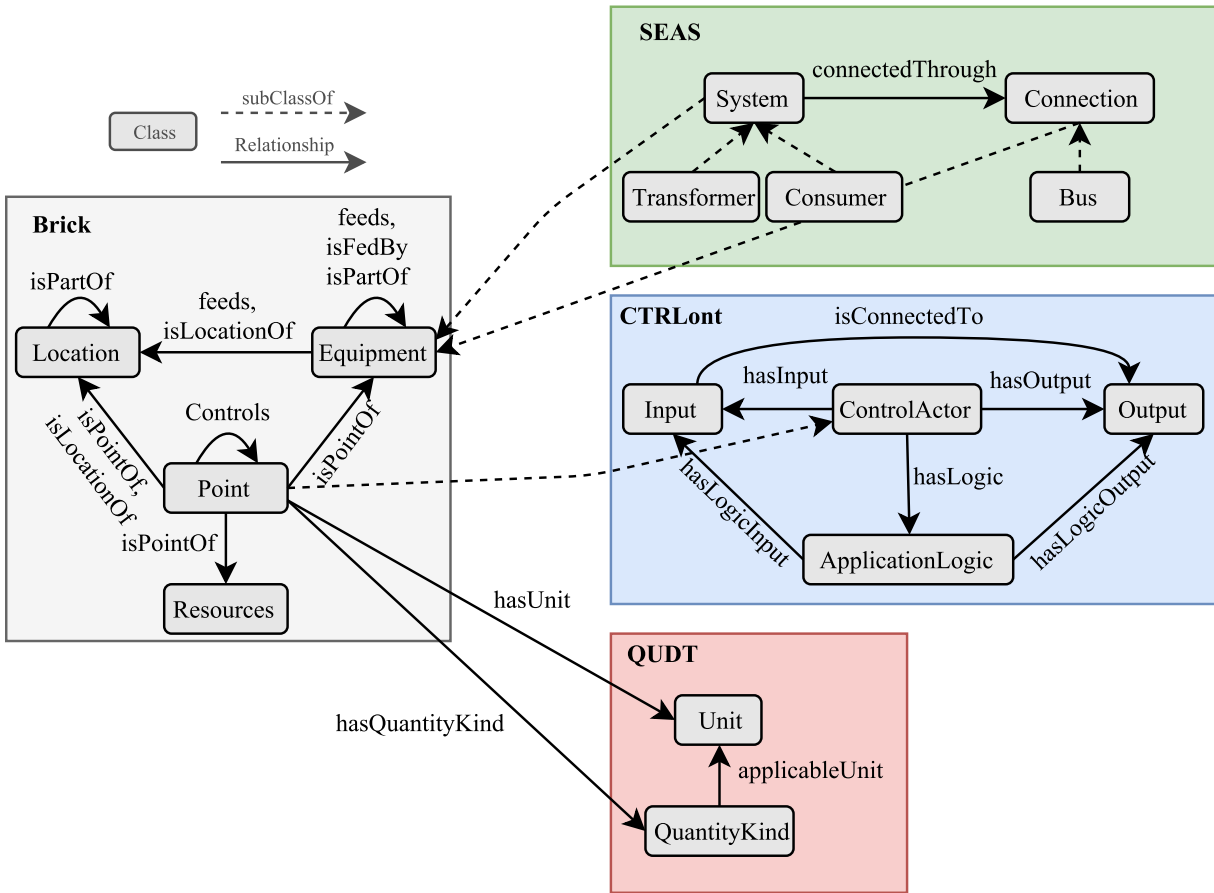 SEAS
connectedThrough
System
Connection
Transformer
Consumer
Bus
subClassOf
Class
Relationship
Brick
feeds,
isFedBy
isPartOf
isPartOf
feeds,
isLocationOf
Location
Equipment
Controls
isPointOf,
isLocationOf
isPointOf
Point
isPointOf
Resources
CTRLont
isConnectedTo
hasInput
hasOutput
Input
ControlActor
Output
hasLogic
hasLogicInput
hasLogicOutput
ApplicationLogic
hasUnit
hasQuantityKind
QUDT
Unit
applicableUnit
QuantityKind